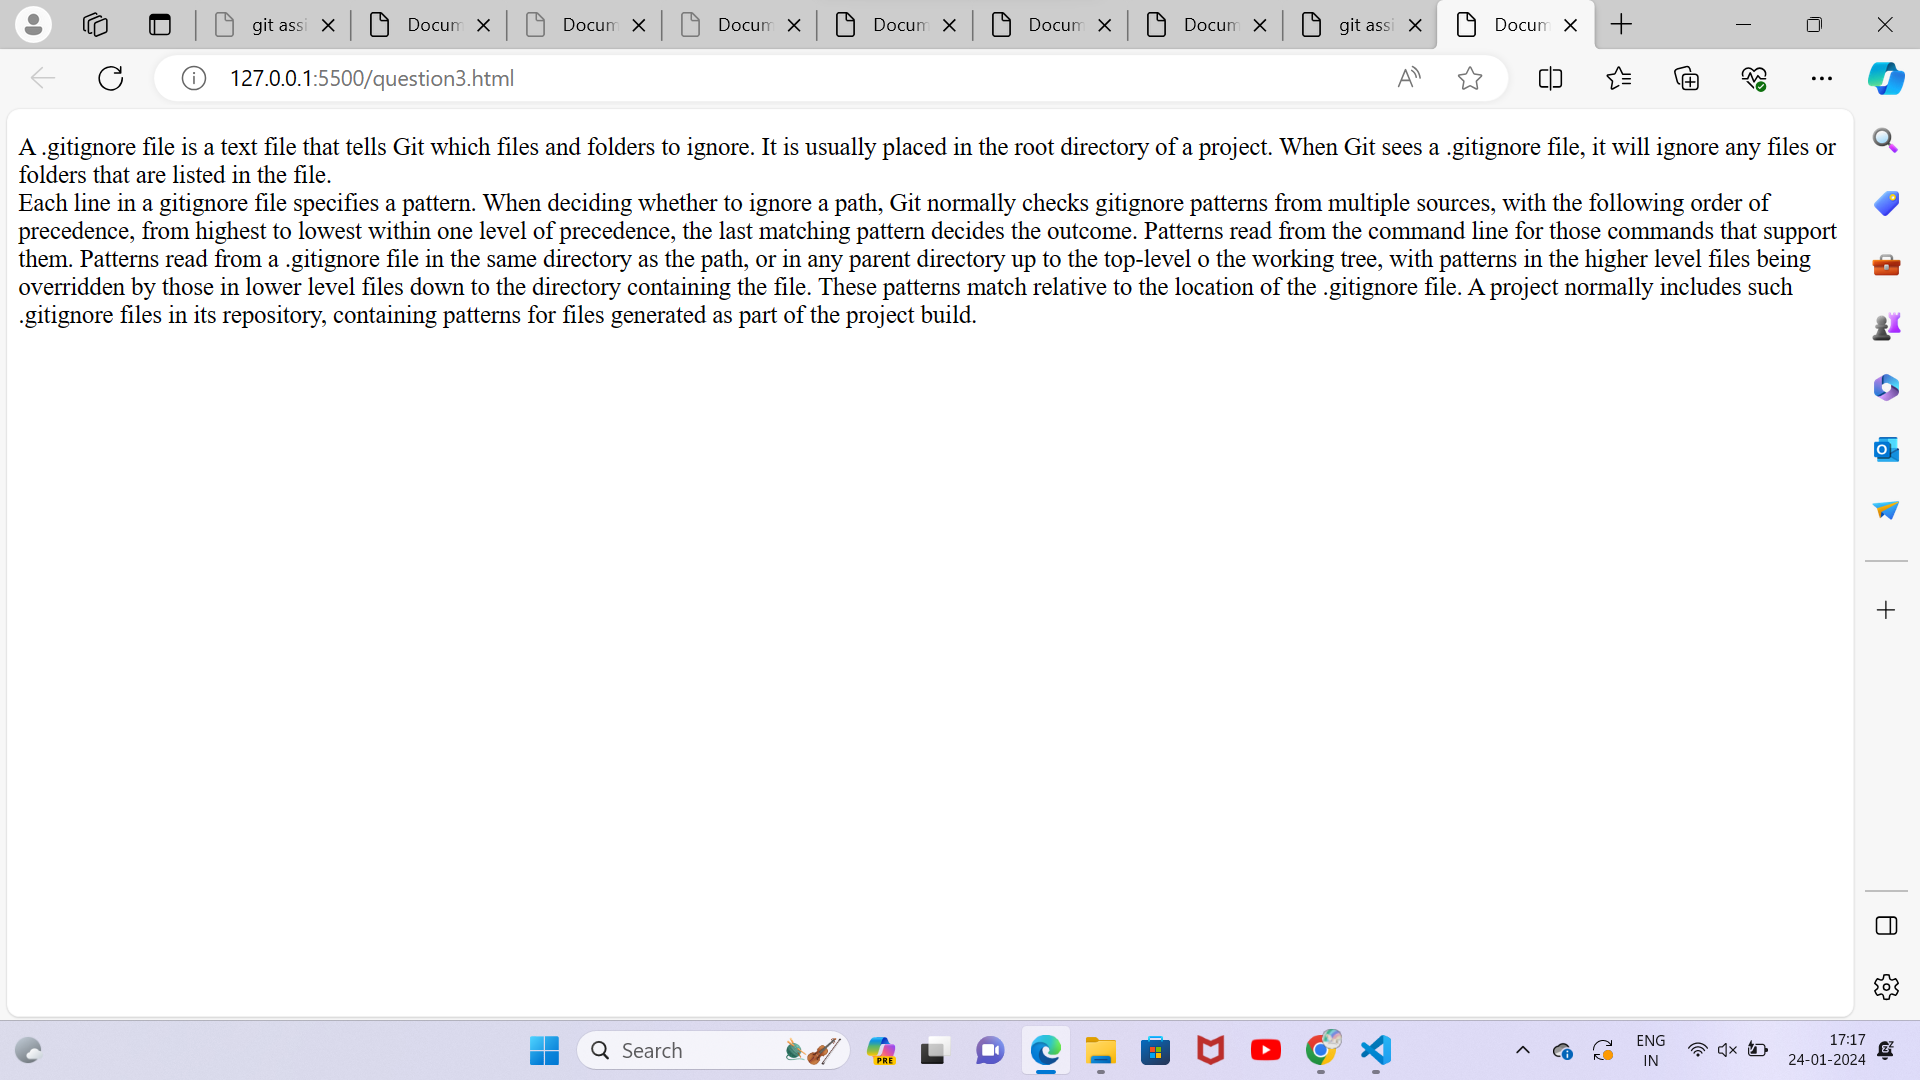 git assi
Docum
Docum
Docum
Docum
Docum
Docum
git assi
Docum
127.0.0.1:5500/question3.html
A .gitignore file is a text file that tells Git which files and folders to ignore. It is usually placed in the root directory of a project. When Git sees a .gitignore file, it will ignore any files or
folders that are listed in the file.
Each line in a gitignore file specifies a pattern. When deciding whether to ignore a path, Git normally checks gitignore patterns from multiple sources, with the following order of
precedence, from highest to lowest within one level of precedence, the last matching pattern decides the outcome. Patterns read from the command line for those commands that support
them. Patterns read from a .gitignore file in the same directory as the path, or in any parent directory up to the top-level o the working tree, with patterns in the higher level files being
overridden by those in lower level files down to the directory containing the file. These patterns match relative to the location of the .gitignore file. A project normally includes such
.gitignore files in its repository, containing patterns for files generated as part of the project build.
Search
PRE
ENG
IN
17:17
24-01-2024